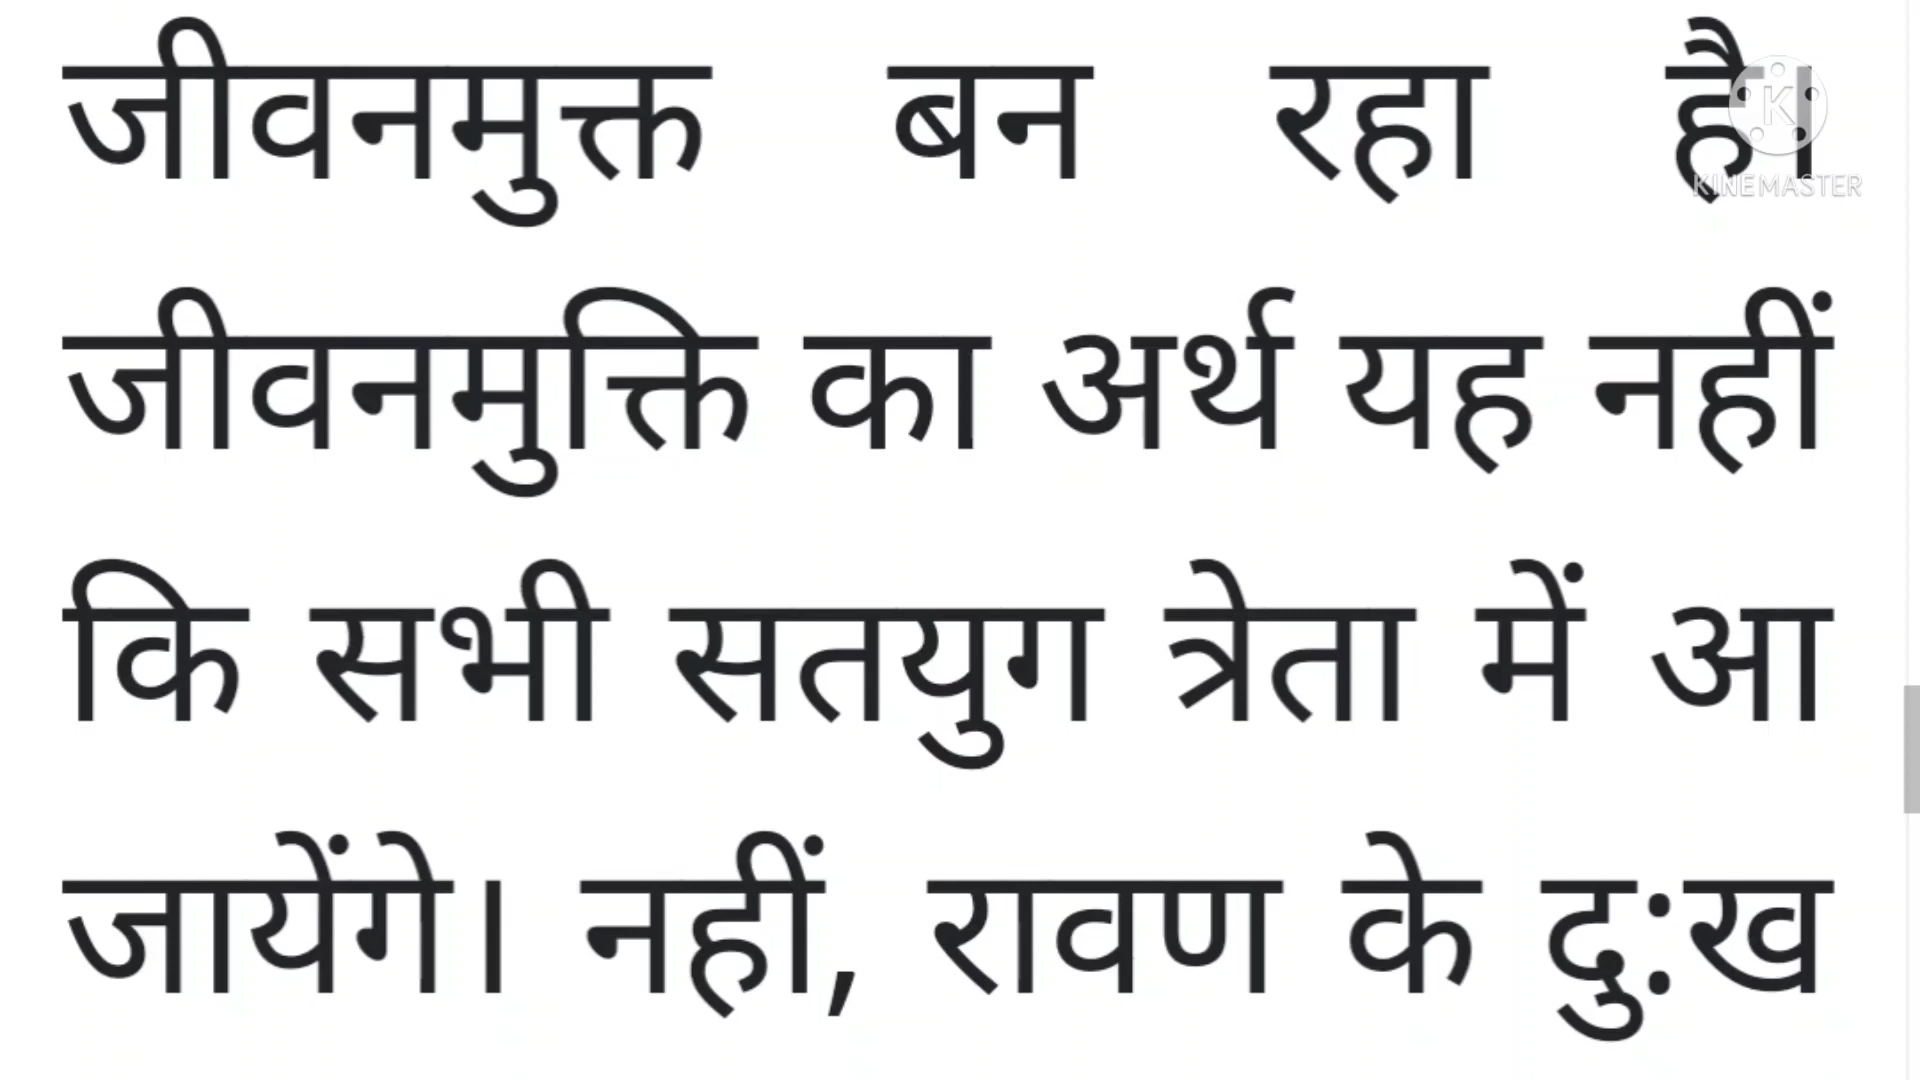 जीवनमुक्त बन रहा है।
KINEMASTER
जीवनमुक्ति का अर्थ यह नहीं
कि सभी सतयुग त्रेता में आ
जायेंगे। नहीं, रावण के दु:ख